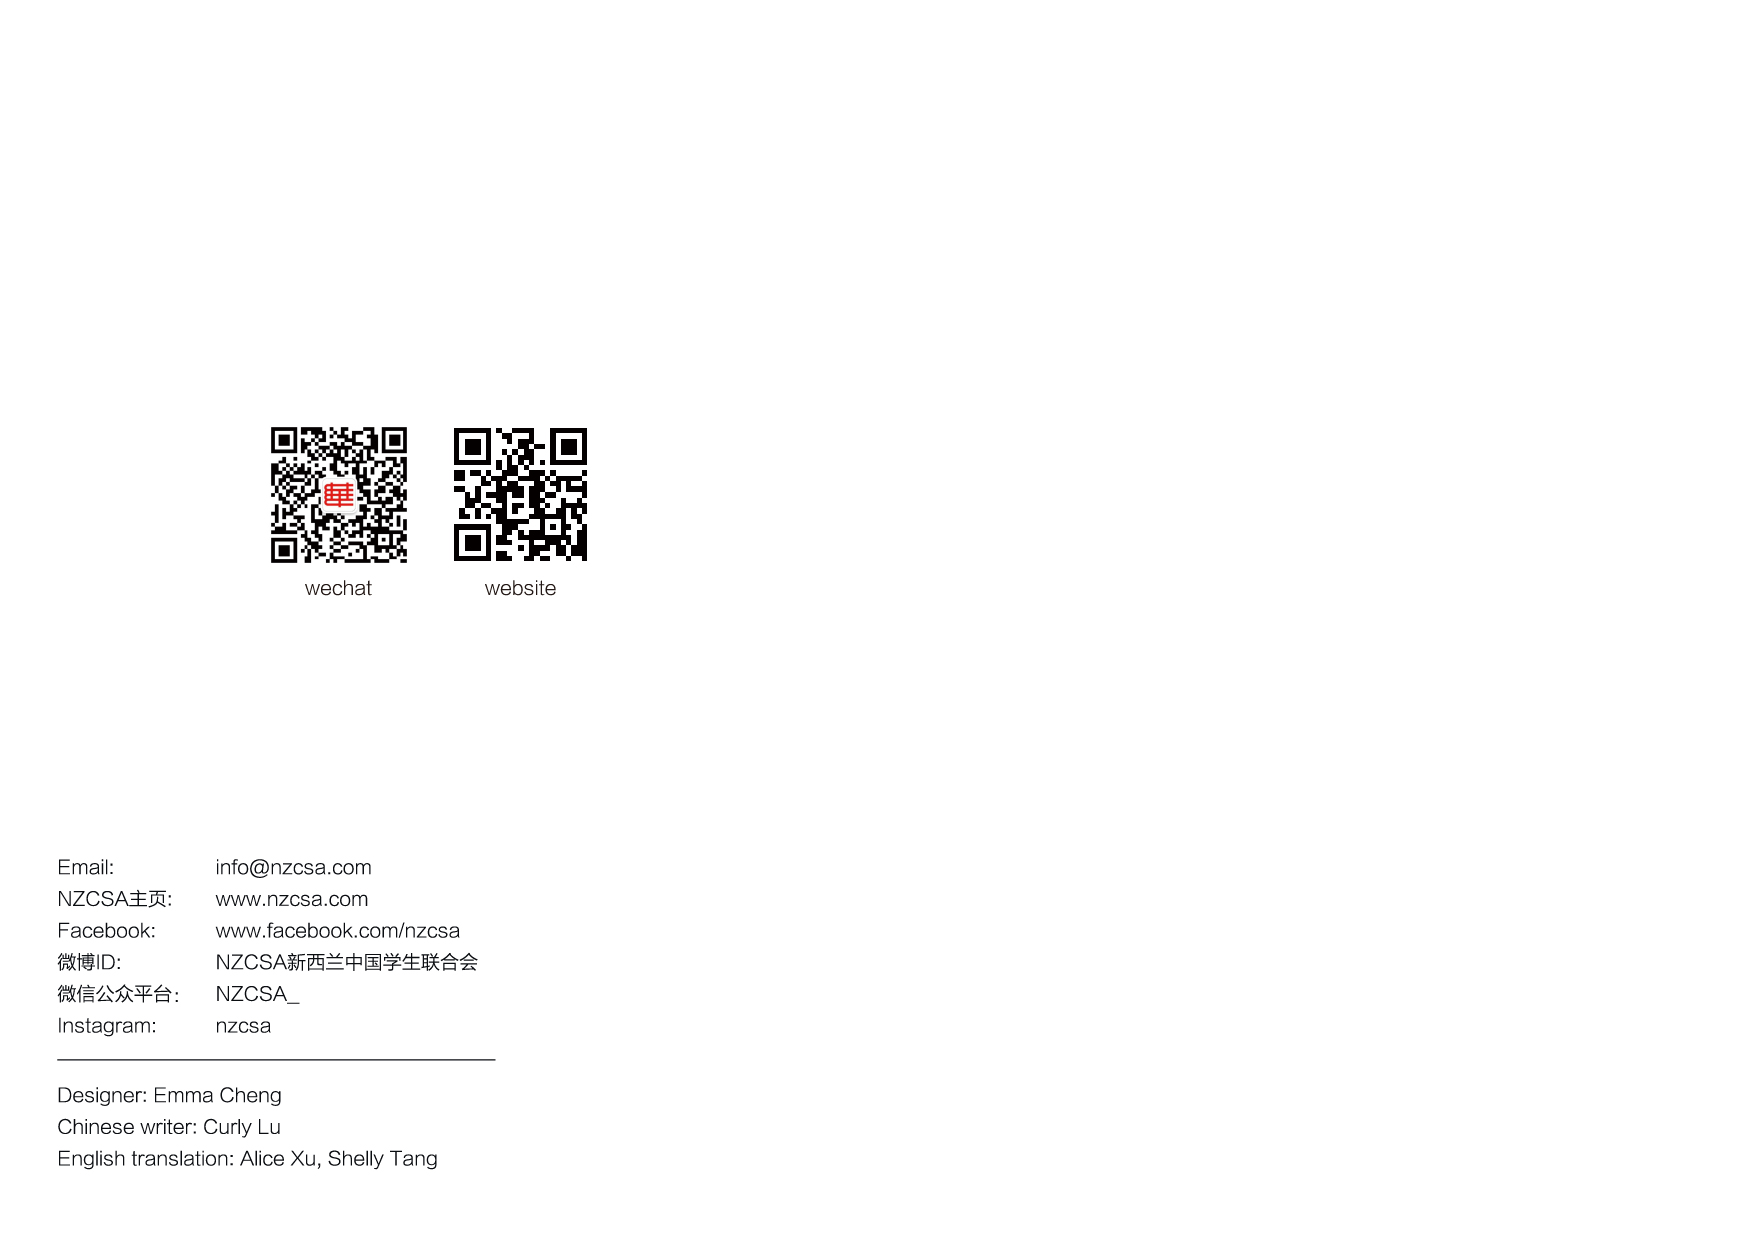 wechat
website
Email: info@nzcsa.com
NZCSA主页: www.nzcsa.com
Facebook: www.facebook.com/nzcsa
微博ID: NZCSA新西兰中国学生联合会
微信公众平台: NZCSA_
Instagram: nzcsa
Designer: Emma Cheng
Chinese writer: Curly Lu
English translation: Alice Xu, Shelly Tang